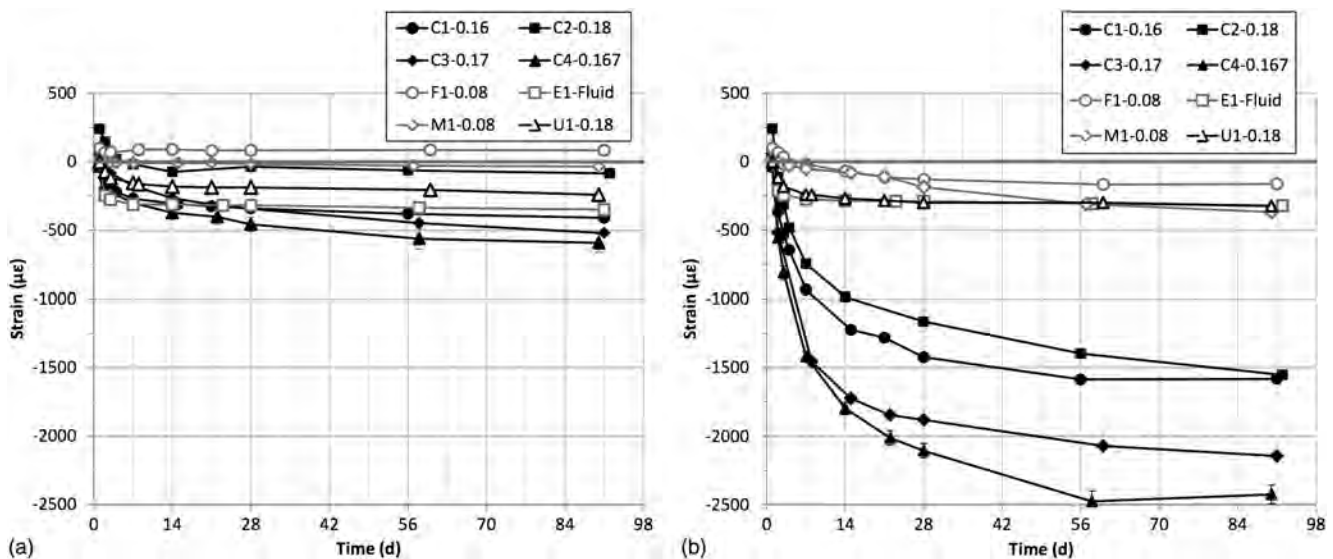 C1-0.16 C2-0.18
C3-0.17 C4-0.167
F1-0.08 E1-Fluid
M1-0.08 U1-0.18
500
0
-500
-1000
-1500
-2000
-2500
Strain (με)
0 14 28 42 56 70 84 98
(a) Time (d)
C1-0.16 C2-0.18
C3-0.17 C4-0.167
F1-0.08 E1-Fluid
M1-0.08 U1-0.18
500
0
-500
-1000
-1500
-2000
-2500
Strain (με)
0 14 28 42 56 70 84 98
(b) Time (d)